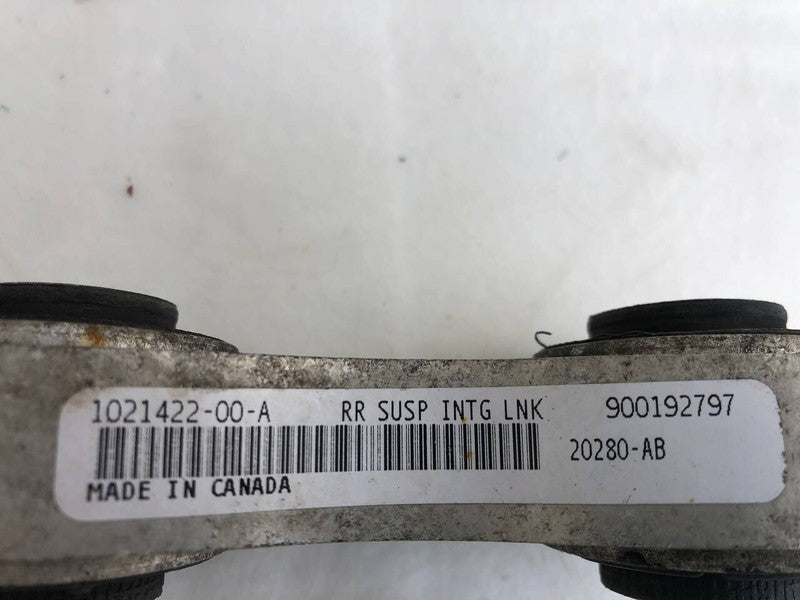 1021422-00-A RR SUSP INTG LNK 900192797
20280-AB
MADE IN CANADA